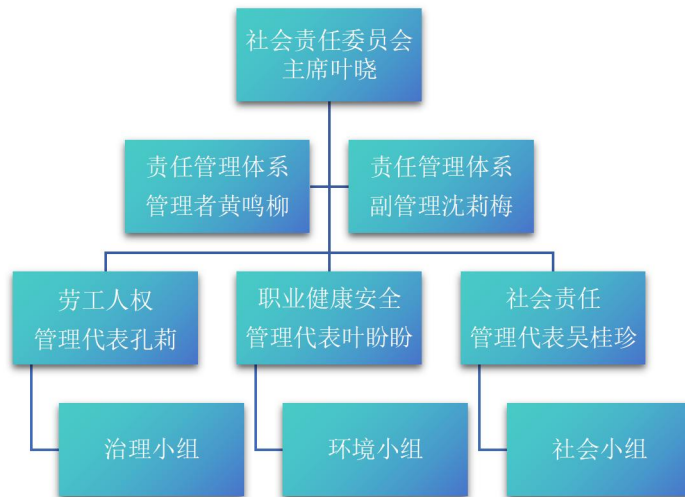 社会责任委员会
主席叶晓
责任管理体系
管理者黄鸣柳
责任管理体系
副管理沈莉梅
劳工人权
管理代表孔莉
职业健康安全
管理代表叶盼盼
社会责任
管理代表吴桂珍
治理小组
环境小组
社会小组